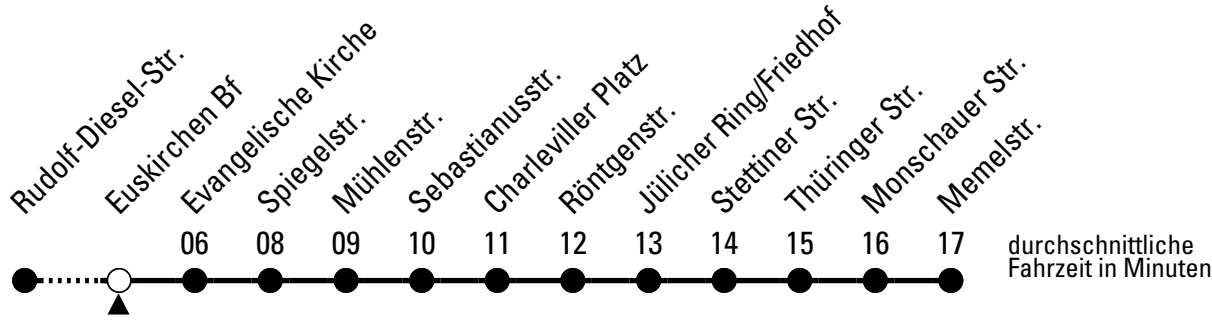 Rudolf-Diesel-Str.
Euskirchen Bf
Evangelische Kirche
Spiegelstr.
Mühlenstr.
Sebastianusstr.
Charleviller Platz
Röntgenstr.
Jülicher Ring/Friedhof
Stettiner Str.
Thüringer Str.
Monschauer Str.
Memelstr.
06 08 09 10 11 12 13 14 15 16 17
durchschnittliche
Fahrzeit in Minuten